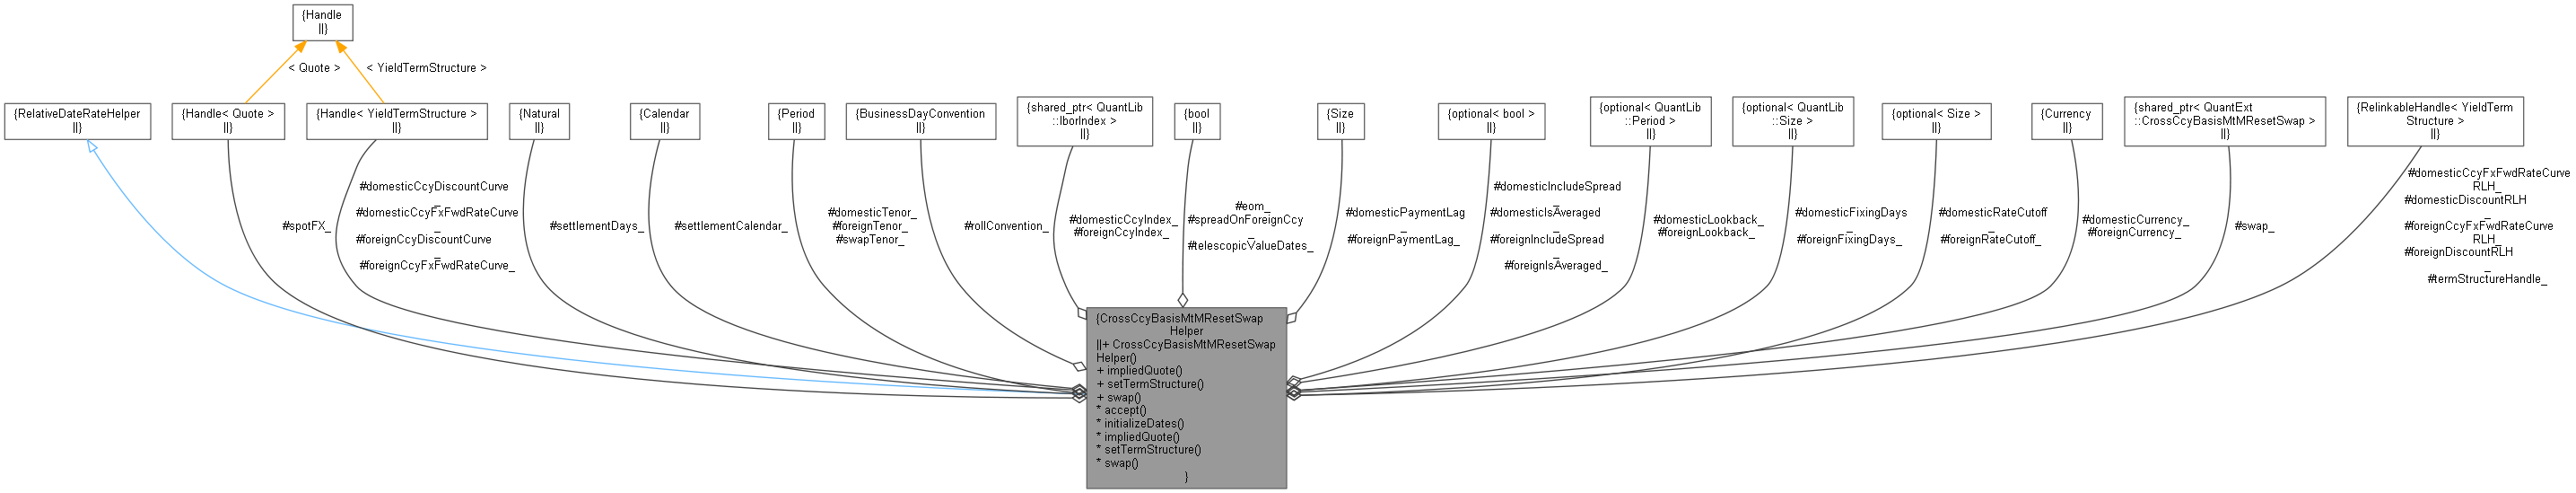 {Handle
||}
< Quote >
< YieldTermStructure >
{RelativeDateRateHelper
||}
{Handle< Quote >
||}
{Handle< YieldTermStructure >
||}
{Natural
||}
{Calendar
||}
{Period
||}
{BusinessDayConvention
||}
{shared_ptr< QuantLib
::IborIndex >
||}
{bool
||}
{Size
||}
{optional< bool >
||}
{optional< QuantLib
::Period >
||}
{optional< QuantLib
::Size >
||}
{optional< Size >
||}
{Currency
||}
{shared_ptr< QuantExt
::CrossCcyBasisMtMResetSwap >
||}
{RelinkableHandle< YieldTerm
Structure >
||}
#spotFX_
#domesticCcyDiscountCurve
_
#domesticCcyFxFwdRateCurve
_
#foreignCcyDiscountCurve
_
#foreignCcyFxFwdRateCurve_
#settlementDays_
#settlementCalendar_
#domesticTenor_
#foreignTenor_
#swapTenor_
#rollConvention_
#domesticCcyIndex_
#foreignCcyIndex_
#eom_
#spreadOnForeignCcy
_
#telescopicValueDates_
#domesticPaymentLag
_
#foreignPaymentLag_
#domesticIncludeSpread
_
#domesticIsAveraged
_
#foreignIncludeSpread
_
#foreignIsAveraged_
#domesticLookback_
#foreignLookback_
#domesticFixingDays
_
#foreignFixingDays_
#domesticRateCutoff
_
#foreignRateCutoff_
#domesticCurrency_
#foreignCurrency_
#swap_
#domesticCcyFxFwdRateCurve
RLH_
#domesticDiscountRLH
_
#foreignCcyFxFwdRateCurve
RLH_
#foreignDiscountRLH
_
#termStructureHandle_
{CrossCcyBasisMtMResetSwap
Helper
||+ CrossCcyBasisMtMResetSwap
Helper()
+ impliedQuote()
+ setTermStructure()
+ swap()
* accept()
* initializeDates()
* impliedQuote()
* setTermStructure()
* swap()
}